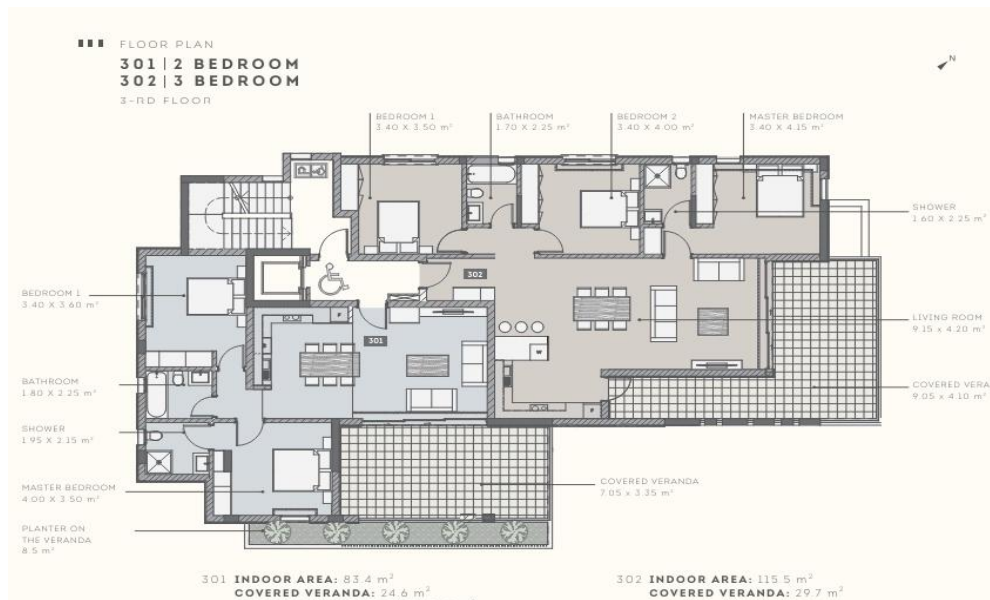 FLOOR PLAN
301 | 2 BEDROOM
302 | 3 BEDROOM
3-RD FLOOR
N
BEDROOM 1
3.40 X 3.50 m²
BATHROOM
1.70 X 2.25 m²
BEDROOM 2
3.40 X 4.00 m²
MASTER BEDROOM
3.40 X 4.15 m²
SHOWER
1.60 X 2.25 m²
302
BEDROOM 1
3.40 X 3.60 m²
LIVING ROOM
9.15 x 4.20 m²
301
BATHROOM
1.80 X 2.25 m²
COVERED VERA
9.05 x 4.10 m²
SHOWER
1.95 X 2.15 m²
MASTER BEDROOM
4.00 X 3.50 m²
COVERED VERANDA
7.05 x 3.35 m²
PLANTER ON
THE VERANDA
8.5 m²
301 INDOOR AREA: 83.4 m²
COVERED VERANDA: 24.6 m²
302 INDOOR AREA: 115.5 m²
COVERED VERANDA: 29.7 m²